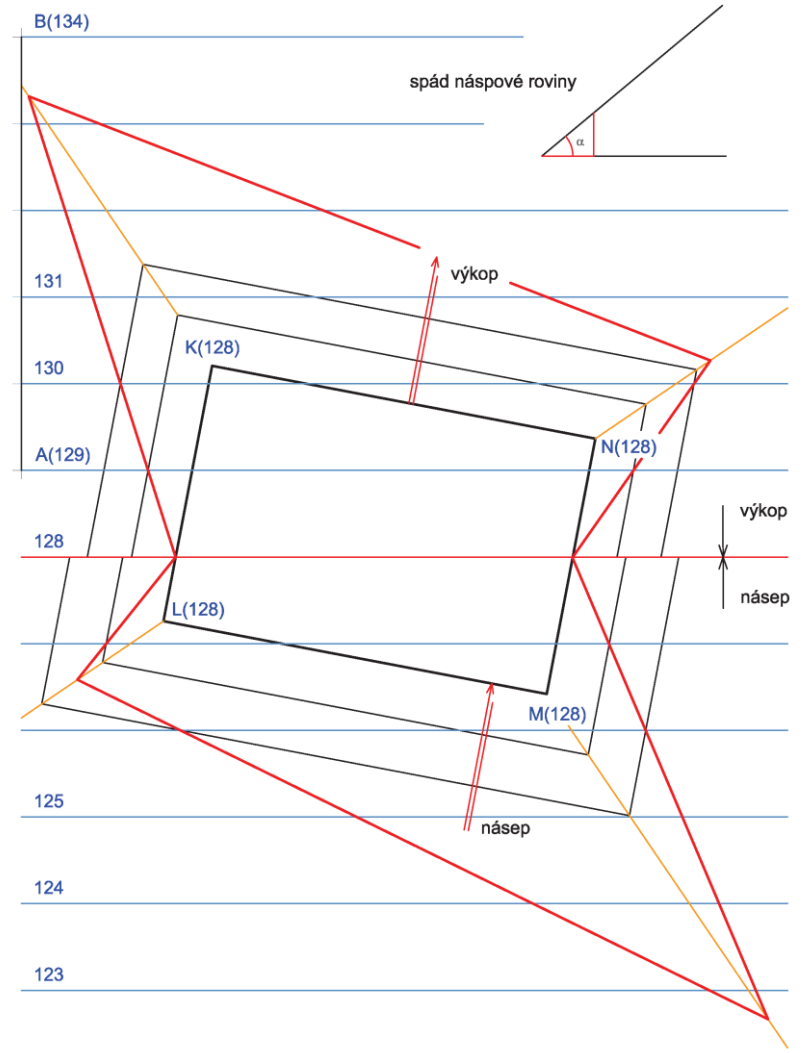 B(134)
spád náspové roviny
α
131
výkop
K(128)
130
N(128)
A(129)
výkop
128
násep
L(128)
M(128)
125
násep
124
123